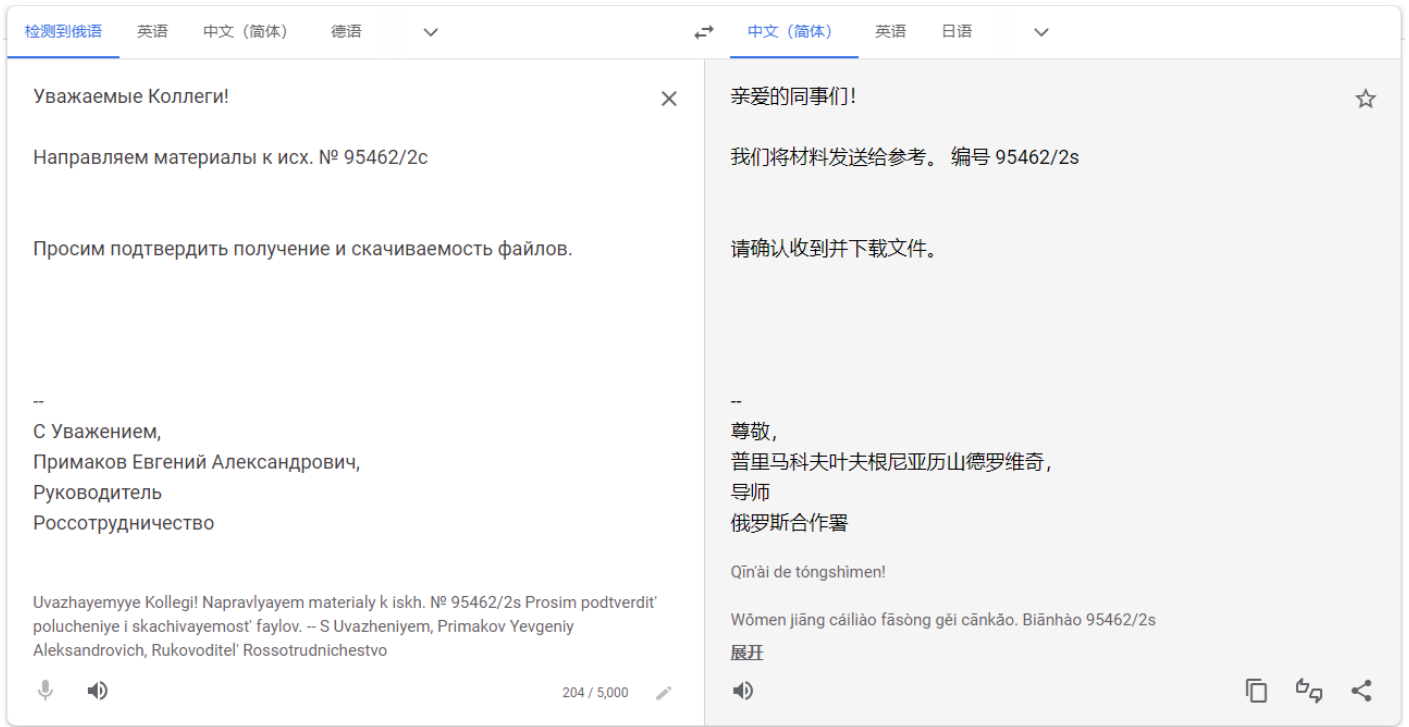 检测到俄语 英语 中文（简体） 德语 中文（简体） 英语 日语
Уважаемые Коллеги!
Направляем материалы к исх. № 95462/2с
Просим подтвердить получение и скачиваемость файлов.
--
С Уважением,
Примаков Евгений Александрович,
Руководитель
Россотрудничество
Uvazhayemyye Kollegi! Napravlyayem materialy k iskh. № 95462/2s Prosim podtverdit'
polucheniye i skachivayemost' faylov. -- S Uvazheniyem, Primakov Yevgeniy
Aleksandrovich, Rukovoditel' Rossotrudnichestvo
204 / 5,000
亲爱的同事们！
我们将材料发送给参考。 编号 95462/2s
请确认收到并下载文件。
--
尊敬，
普里马科夫叶夫根尼亚历山德罗维奇，
导师
俄罗斯合作署
Qīn'ài de tóngshìmen!
Wǒmen jiāng cáiliào fāsòng gěi cānkǎo. Biānhào 95462/2s
展开